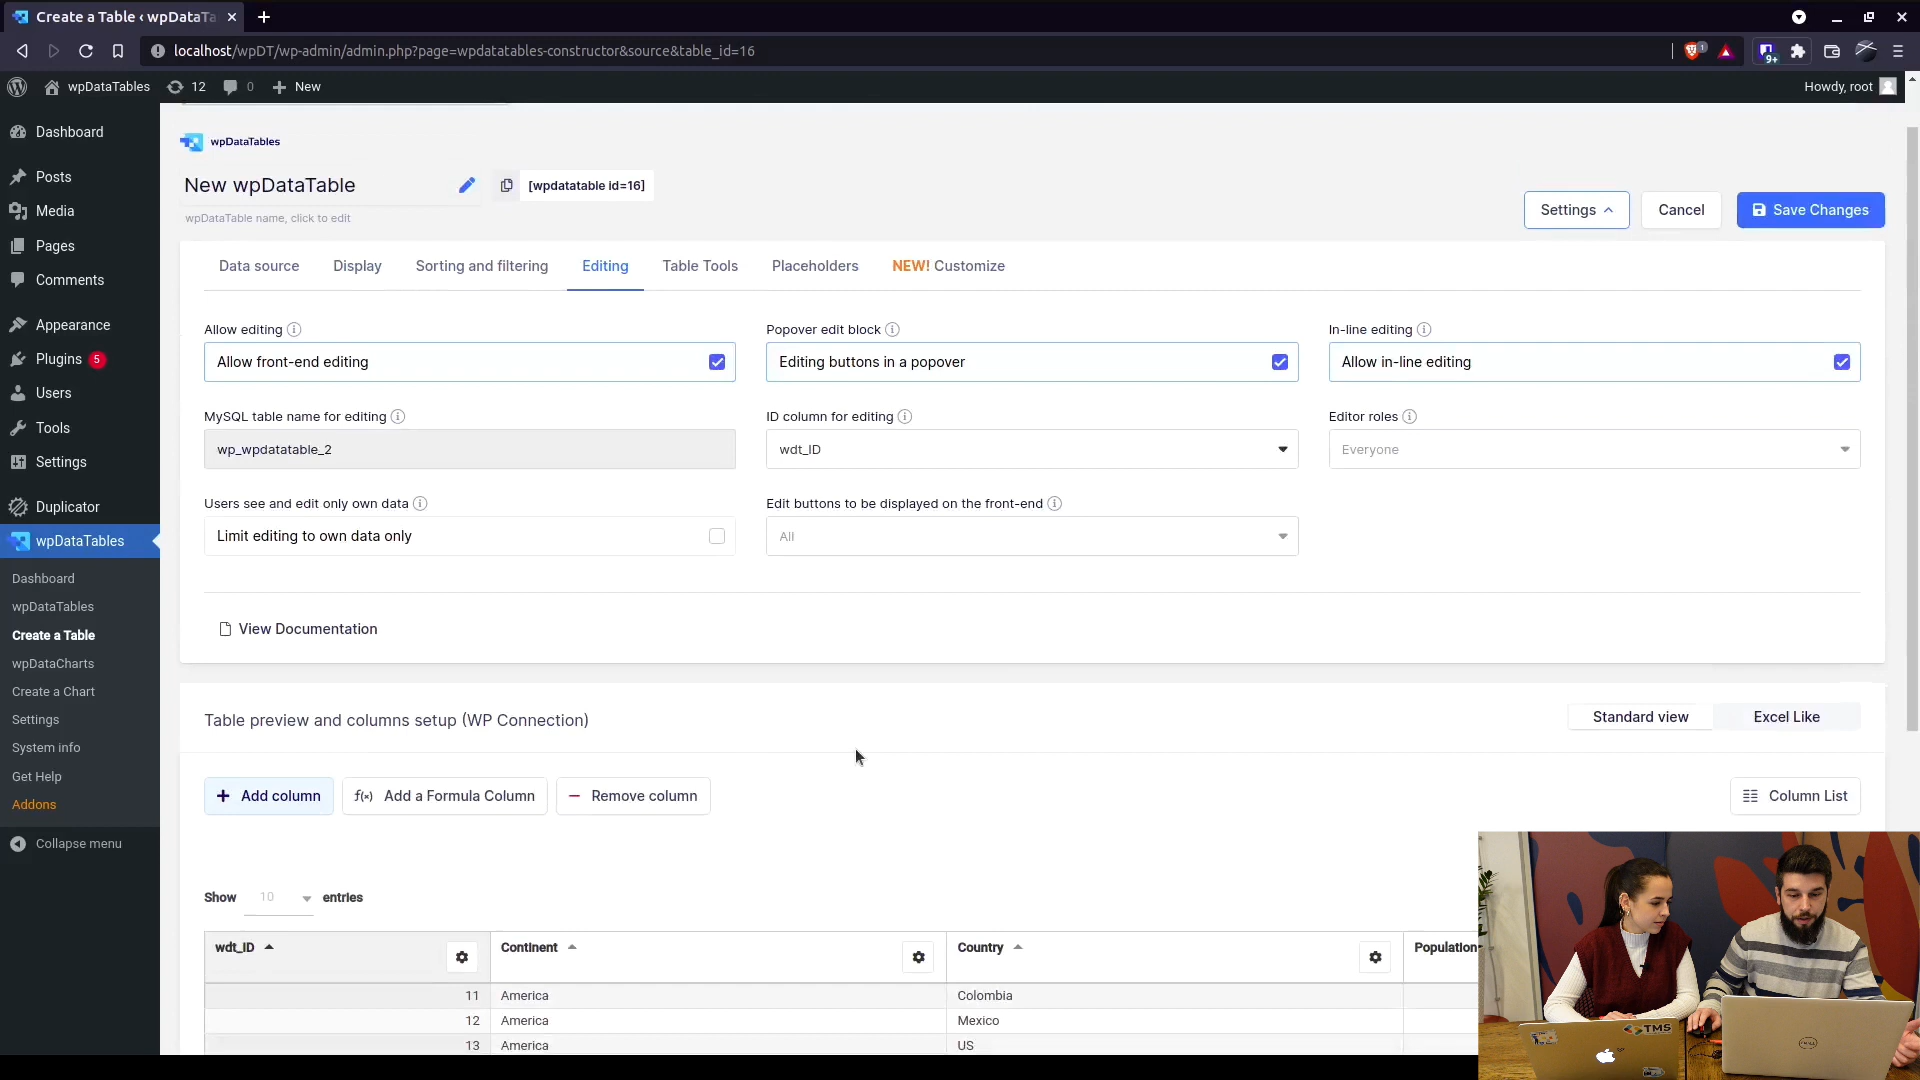 Create a Table ‹ wpDataTa
localhost/wpDT/wp-admin/admin.php?page=wpdatatables-constructor&source&table_id=16
1
9+
wpDataTables
12
0
New
Howdy, root
Dashboard
Posts
Media
Pages
Comments
Appearance
Plugins 5
Users
Tools
Settings
Duplicator
wpDataTables
Dashboard
wpDataTables
Create a Table
wpDataCharts
Create a Chart
Settings
System info
Get Help
Addons
Collapse menu
wpDataTables
New wpDataTable
[wpdatatable id=16]
wpDataTable name, click to edit
Settings
Cancel
Save Changes
Data source
Display
Sorting and filtering
Editing
Table Tools
Placeholders
NEW! Customize
Allow editing
Popover edit block
In-line editing
Allow front-end editing
Editing buttons in a popover
Allow in-line editing
MySQL table name for editing
ID column for editing
Editor roles
wp_wpdatatable_2
wdt_ID
Everyone
Users see and edit only own data
Edit buttons to be displayed on the front-end
Limit editing to own data only
All
View Documentation
Table preview and columns setup (WP Connection)
Standard view
Excel Like
Add column
f(x) Add a Formula Column
Remove column
Column List
Show 10 entries
wdt_ID
Continent
Country
Population
11 America Colombia
12 America Mexico
13 America US
TMS
DELL